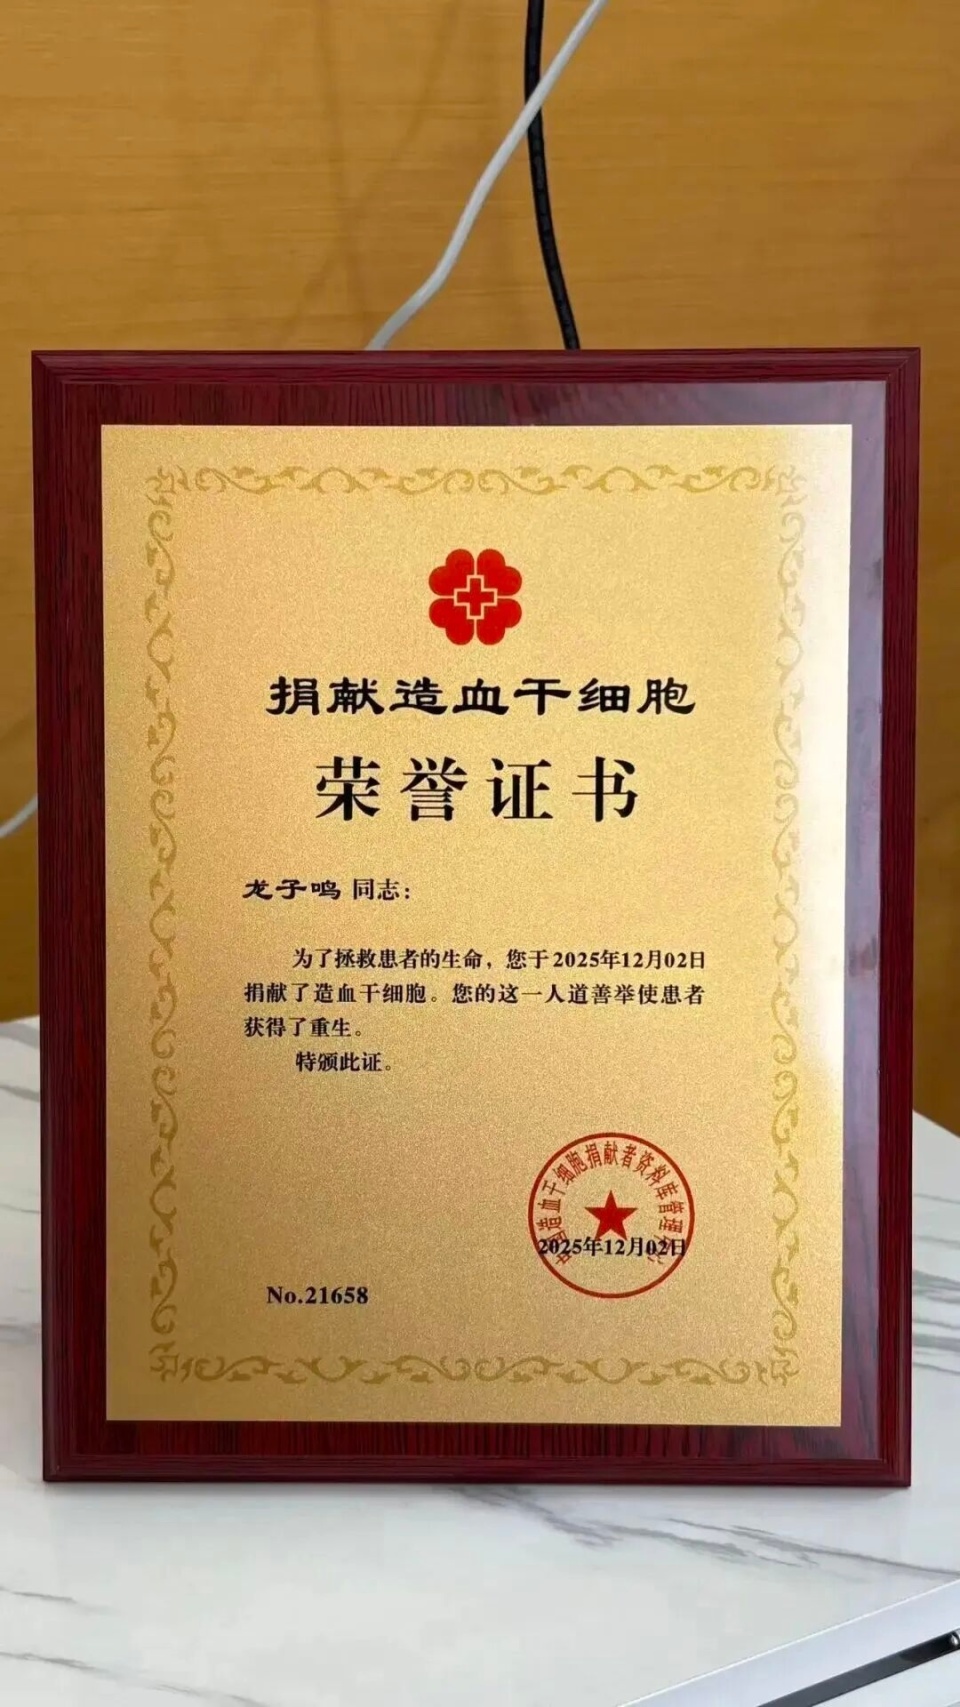 捐献造血干细胞
荣誉证书
龙子鸣 同志：
为了拯救患者的生命，您于2025年12月02日
捐献了造血干细胞。您的这一人道善举使患者
获得了重生。
特颁此证。
中国造血干细胞捐献者资料库管理中心
2025年12月02日
No.21658